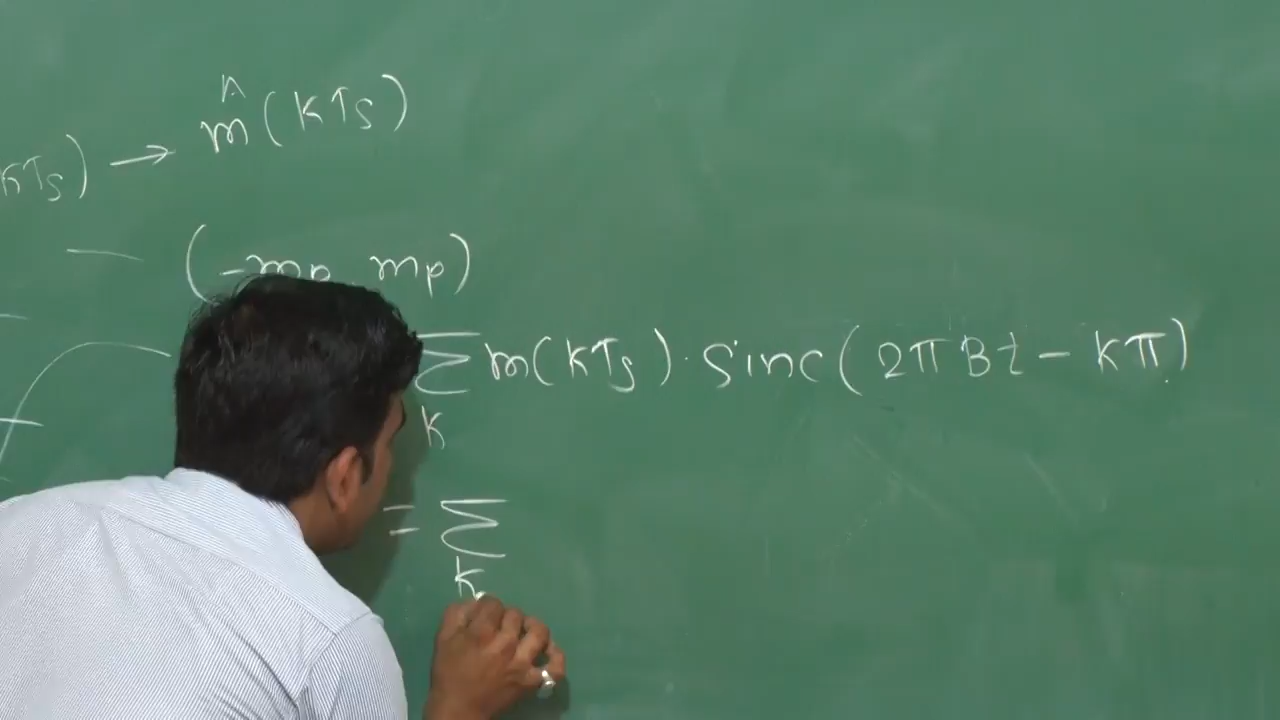 kTs) → m̂(kTs)
(-mp mp)
∑ m(kTs) · sinc(2πBt - kπ)
k
= ∑
k